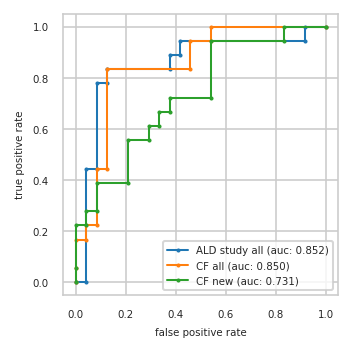 1.0
0.8
0.6
0.4
0.2
0.0
true positive rate
ALD study all (auc: 0.852)
CF all (auc: 0.850)
CF new (auc: 0.731)
0.0 0.2 0.4 0.6 0.8 1.0
false positive rate